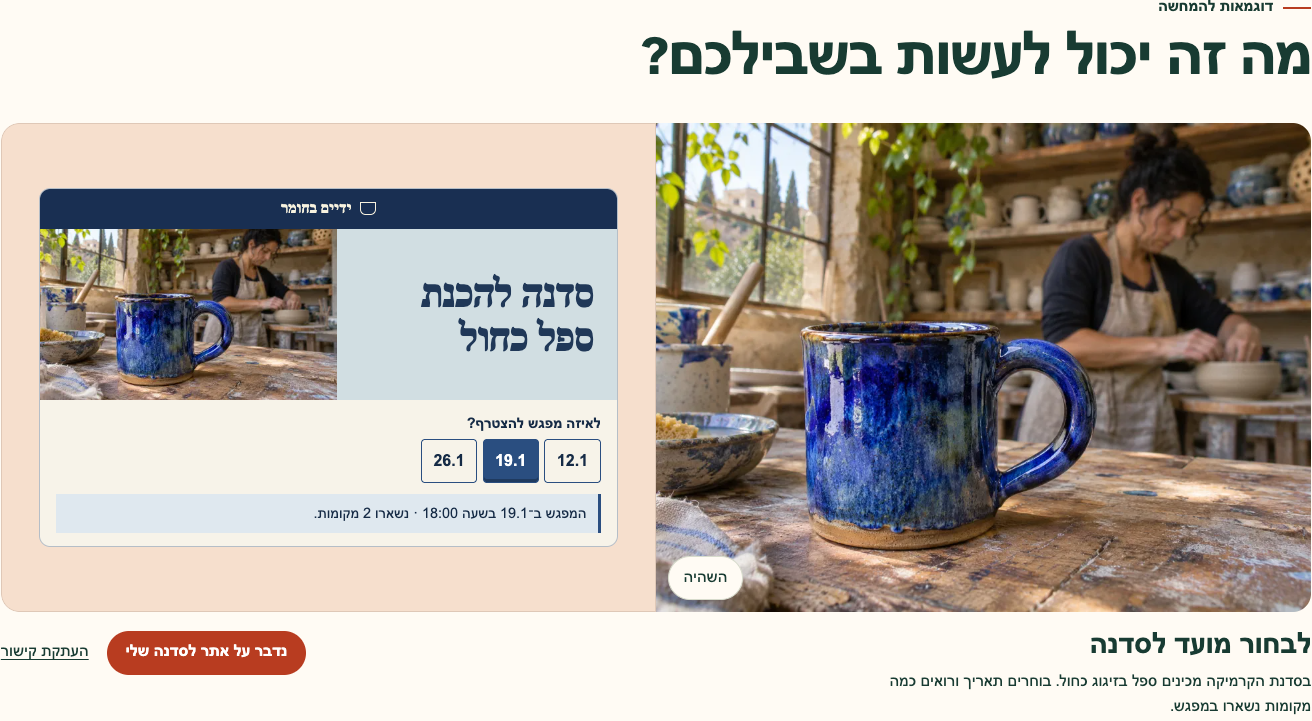 דוגמאות להמחשה
מה זה יכול לעשות בשבילכם?
ידיים בחומר
סדנה להכנת
ספל כחול
לאיזה מפגש להצטרף?
12.1
19.1
26.1
המפגש ב־19.1 בשעה 18:00 · נשארו 2 מקומות.
השהיה
לבחור מועד לסדנה
בסדנת הקרמיקה מכינים ספל בזיגוג כחול. בוחרים תאריך ורואים כמה
מקומות נשארו במפגש.
נדבר על אתר לסדנה שלי
העתקת קישור